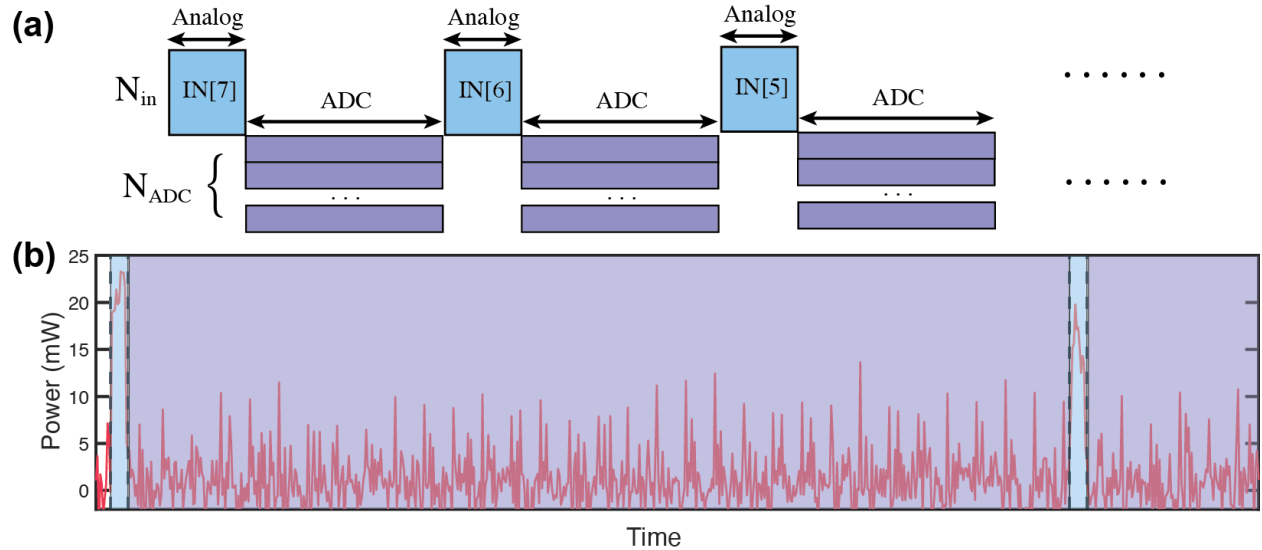 (a)
Analog Analog Analog
N_in IN[7] IN[6] IN[5] . . . . . .
ADC ADC ADC
N_ADC { . . . . . . . . . . . . . . .
(b)
Power (mW)
25
20
15
10
5
0
Time